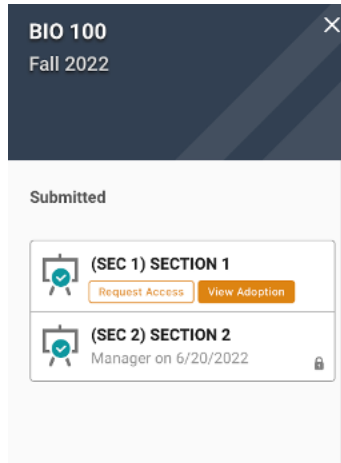 BIO 100
Fall 2022
Submitted
(SEC 1) SECTION 1
Request Access View Adoption
(SEC 2) SECTION 2
Manager on 6/20/2022